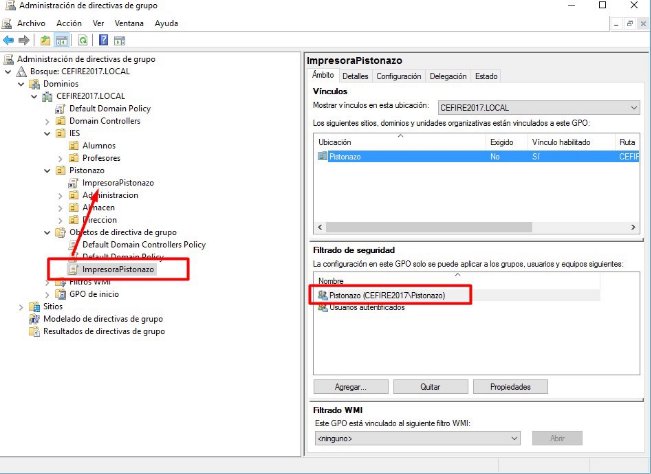 Administración de directivas de grupo
Archivo Acción Ver Ventana Ayuda
Administración de directivas de grupo
Bosque: CEFIRE2017.LOCAL
Dominios
CEFIRE2017.LOCAL
Default Domain Policy
Domain Controllers
IES
Alumnos
Profesores
Pistonazo
ImpresoraPistonazo
Administracion
Almacen
Direccion
Objetos de directiva de grupo
Default Domain Controllers Policy
Default Domain Policy
ImpresoraPistonazo
Filtros WMI
GPO de inicio
Sitios
Modelado de directivas de grupo
Resultados de directivas de grupo
ImpresoraPistonazo
Ámbito Detalles Configuración Delegación Estado
Vínculos
Mostrar vínculos en esta ubicación: CEFIRE2017.LOCAL
Los siguientes sitios, dominios y unidades organizativas están vinculados a este GPO:
Ubicación Exigido Vínculo habilitado Ruta
Pistonazo No Sí CEFIR
Filtrado de seguridad
La configuración en este GPO solo se puede aplicar a los grupos, usuarios y equipos siguientes:
Nombre
Pistonazo (CEFIRE2017\Pistonazo)
Usuarios autentificados
Agregar... Quitar Propiedades
Filtrado WMI
Este GPO está vinculado al siguiente filtro WMI:
<ninguno> Abrir